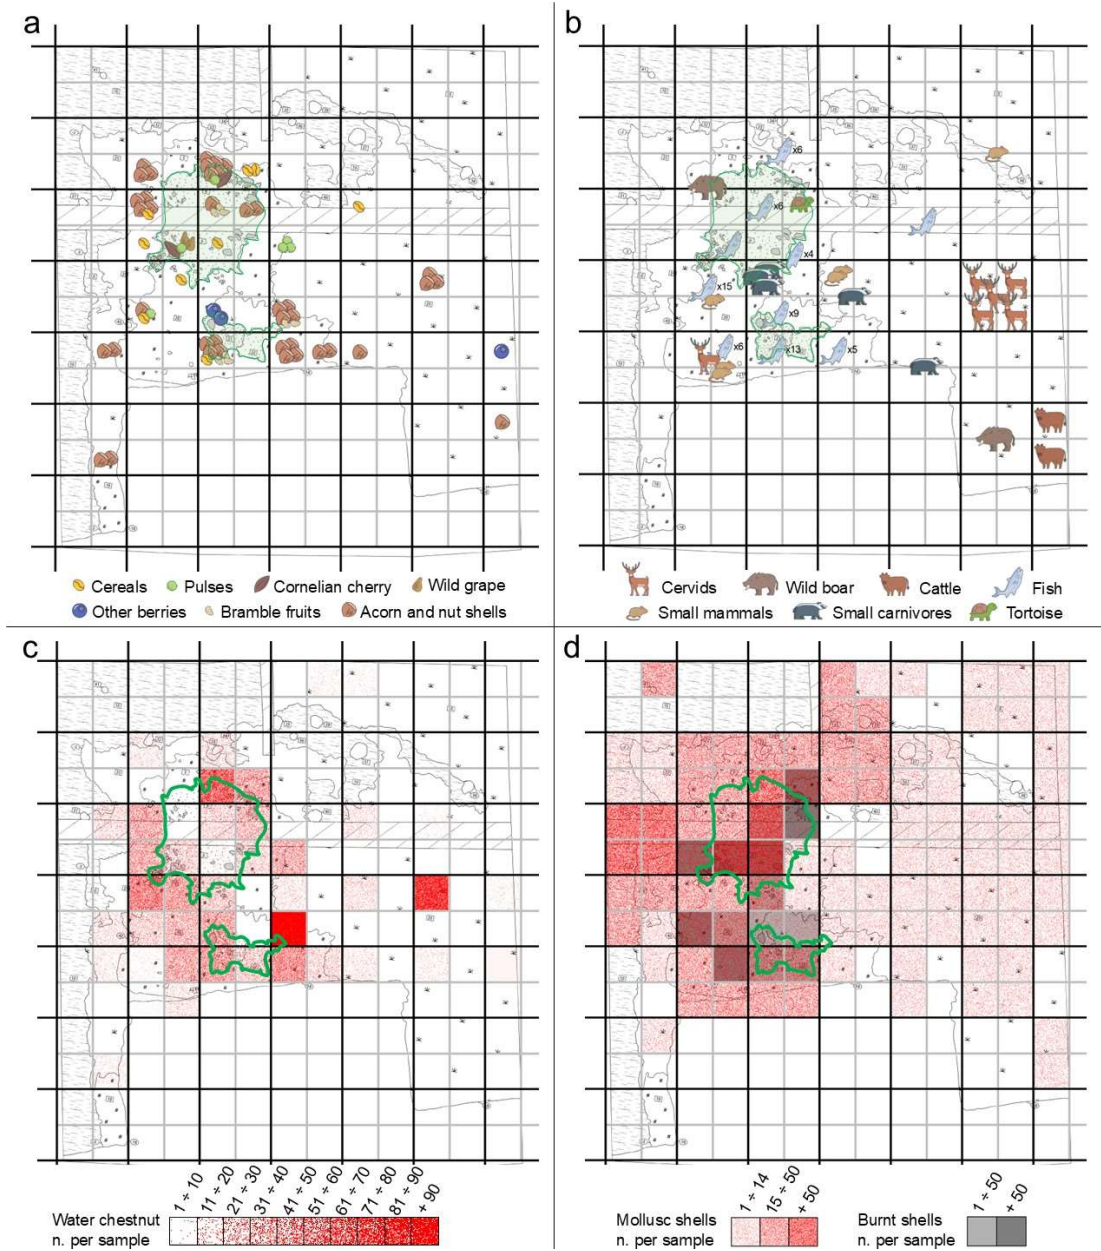 a
b
x6
x6
x4
x15
x9
x6
x13
x5
Cereals Pulses Cornelian cherry Wild grape
Other berries Bramble fruits Acorn and nut shells
Cervids Wild boar Cattle Fish
Small mammals Small carnivores Tortoise
c
d
1 ÷ 10 11 ÷ 20 21 ÷ 30 31 ÷ 40 41 ÷ 50 51 ÷ 60 61 ÷ 70 71 ÷ 80 81 ÷ 90 + 90
Water chestnut
n. per sample
1 ÷ 14 15 ÷ 50 + 50
Mollusc shells
n. per sample
1 ÷ 50 + 50
Burnt shells
n. per sample